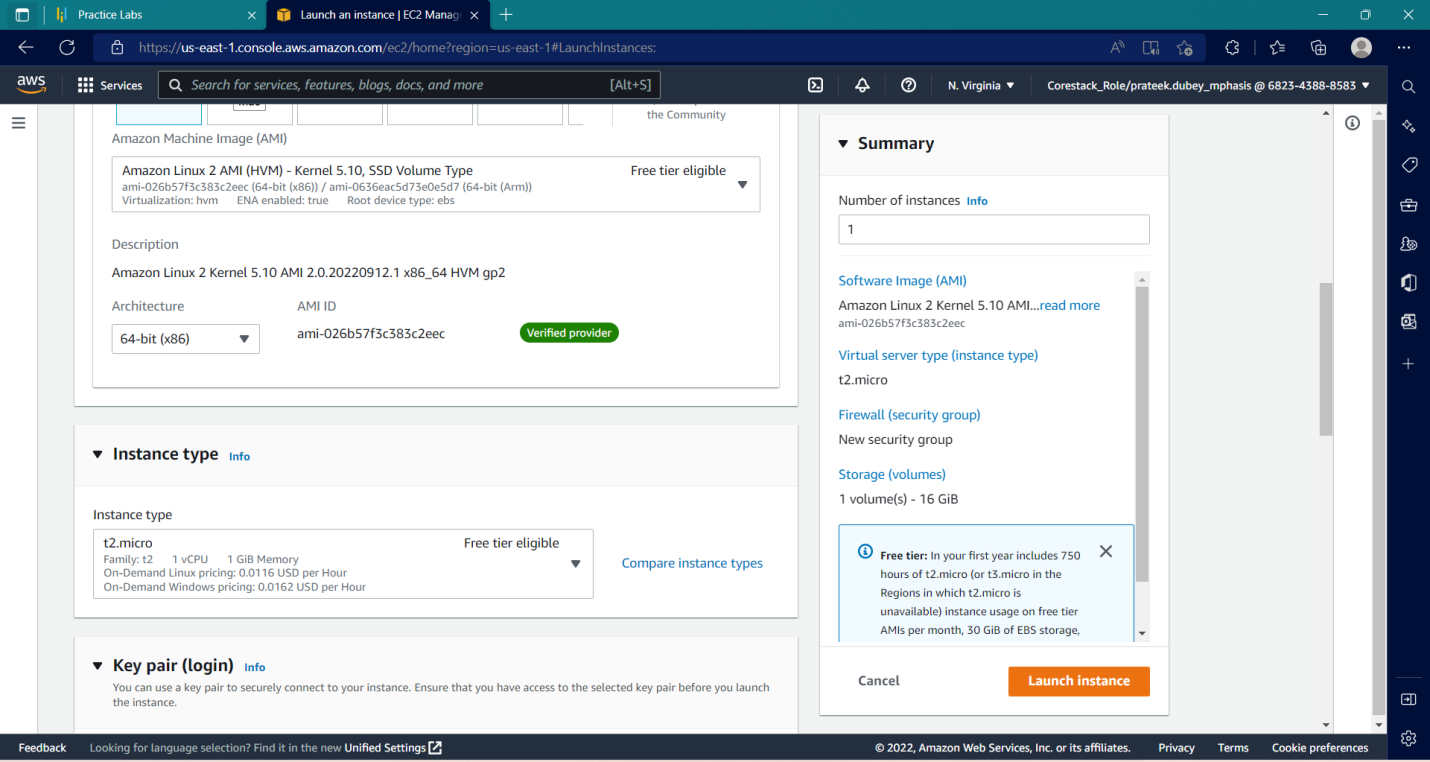 Practice Labs
Launch an instance | EC2 Manag
https://us-east-1.console.aws.amazon.com/ec2/home?region=us-east-1#LaunchInstances:
aws
Services
Search for services, features, blogs, docs, and more
[Alt+S]
N. Virginia
Corestack_Role/prateek.dubey_mphasis @ 6823-4388-8583
the Community
Amazon Machine Image (AMI)
Amazon Linux 2 AMI (HVM) - Kernel 5.10, SSD Volume Type
Free tier eligible
ami-026b57f3c383c2eec (64-bit (x86)) / ami-0636eac5d73e0e5d7 (64-bit (Arm))
Virtualization: hvm ENA enabled: true Root device type: ebs
Description
Amazon Linux 2 Kernel 5.10 AMI 2.0.20220912.1 x86_64 HVM gp2
Architecture
AMI ID
64-bit (x86)
ami-026b57f3c383c2eec
Verified provider
Instance type Info
Instance type
t2.micro
Free tier eligible
Family: t2 1 vCPU 1 GiB Memory
On-Demand Linux pricing: 0.0116 USD per Hour
On-Demand Windows pricing: 0.0162 USD per Hour
Compare instance types
Key pair (login) Info
You can use a key pair to securely connect to your instance. Ensure that you have access to the selected key pair before you launch
the instance.
Summary
Number of instances Info
1
Software Image (AMI)
Amazon Linux 2 Kernel 5.10 AMI...read more
ami-026b57f3c383c2eec
Virtual server type (instance type)
t2.micro
Firewall (security group)
New security group
Storage (volumes)
1 volume(s) - 16 GiB
Free tier: In your first year includes 750
hours of t2.micro (or t3.micro in the
Regions in which t2.micro is
unavailable) instance usage on free tier
AMIs per month, 30 GiB of EBS storage,
Cancel
Launch instance
Feedback
Looking for language selection? Find it in the new Unified Settings
© 2022, Amazon Web Services, Inc. or its affiliates.
Privacy
Terms
Cookie preferences